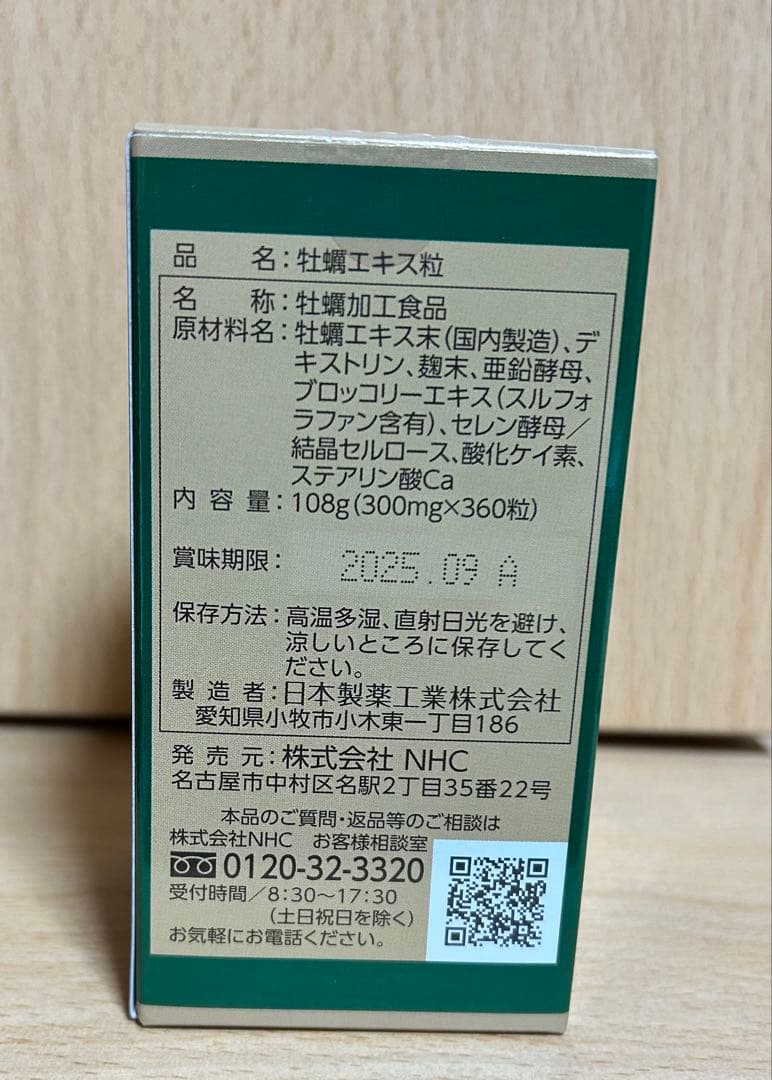 品　　名：牡蠣エキス粒
名　　称：牡蠣加工食品
原材料名：牡蠣エキス末（国内製造）、デ
キストリン、麹末、亜鉛酵母、
ブロッコリーエキス（スルフォ
ラファン含有）、セレン酵母／
結晶セルロース、酸化ケイ素、
ステアリン酸Ca
内容量：108g（300mg×360粒）
賞味期限：2025.09 A
保存方法：高温多湿、直射日光を避け、
涼しいところに保存してく
ださい。
製造者：日本製薬工業株式会社
愛知県小牧市小木東一丁目186
発売元：株式会社 NHC
名古屋市中村区名駅2丁目35番22号
本品のご質問・返品等のご相談は
株式会社NHC　お客様相談室
0120-32-3320
受付時間／8:30～17:30
（土日祝日を除く）
お気軽にお電話ください。